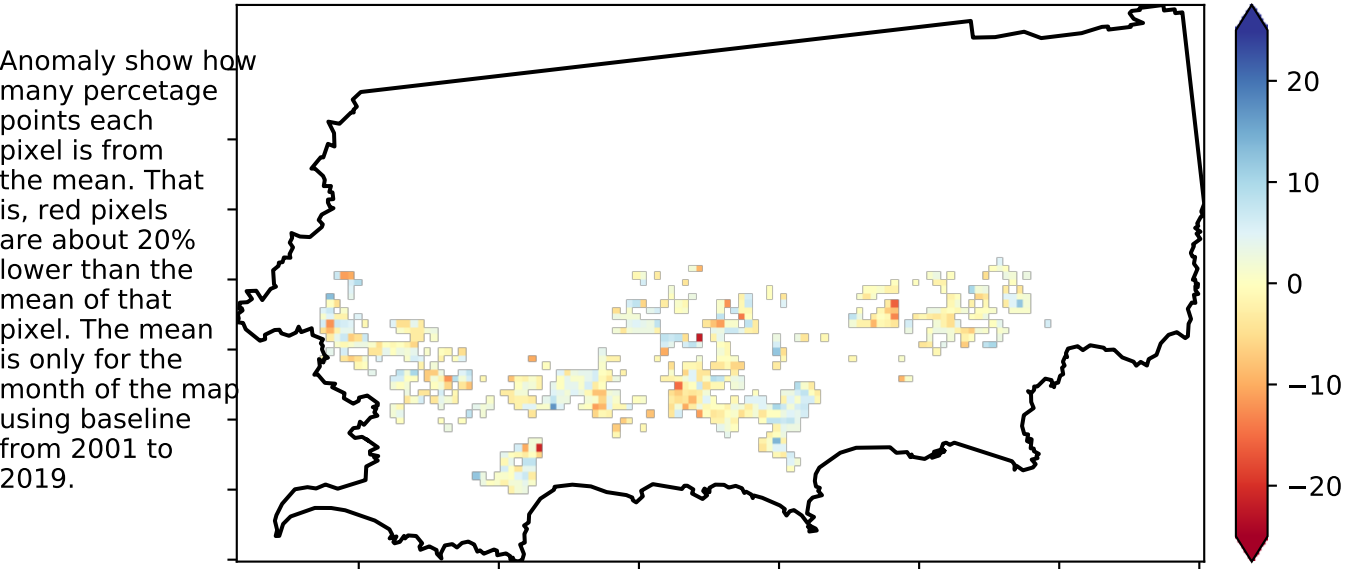 Anomaly show how
many percetage
points each
pixel is from
the mean. That
is, red pixels
are about 20%
lower than the
mean of that
pixel. The mean
is only for the
month of the map
using baseline
from 2001 to
2019.
20
10
0
−10
−20